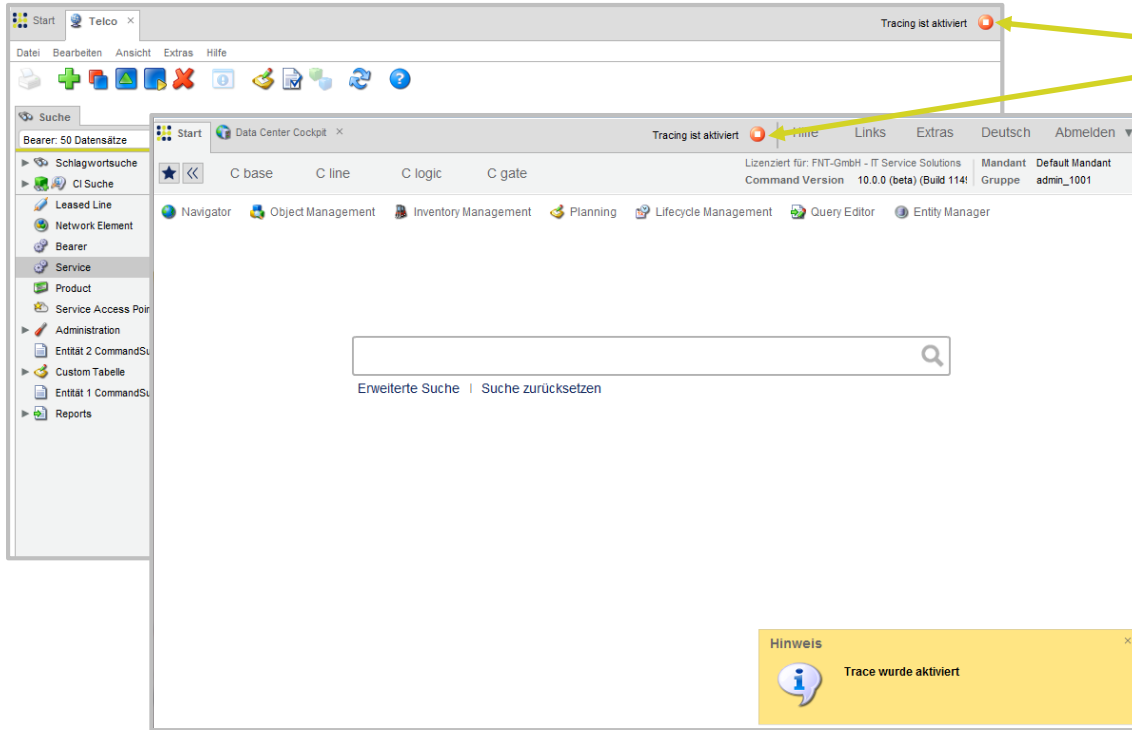 Start Telco Tracing ist aktiviert
Datei Bearbeiten Ansicht Extras Hilfe
Suche
Bearer: 50 Datensätze
Schlagwortsuche
CI Suche
Leased Line
Network Element
Bearer
Service
Product
Service Access Poin
Administration
Entität 2 CommandSu
Custom Tabelle
Entität 1 CommandSu
Reports
Start Data Center Cockpit Tracing ist aktiviert Hilfe Links Extras Deutsch Abmelden
Lizenziert für: FNT-GmbH - IT Service Solutions Mandant Default Mandant
C base C line C logic C gate
Command Version 10.0.0 (beta) (Build 114 Gruppe admin_1001
Navigator Object Management Inventory Management Planning Lifecycle Management Query Editor Entity Manager
Erweiterte Suche | Suche zurücksetzen
Hinweis
Trace wurde aktiviert